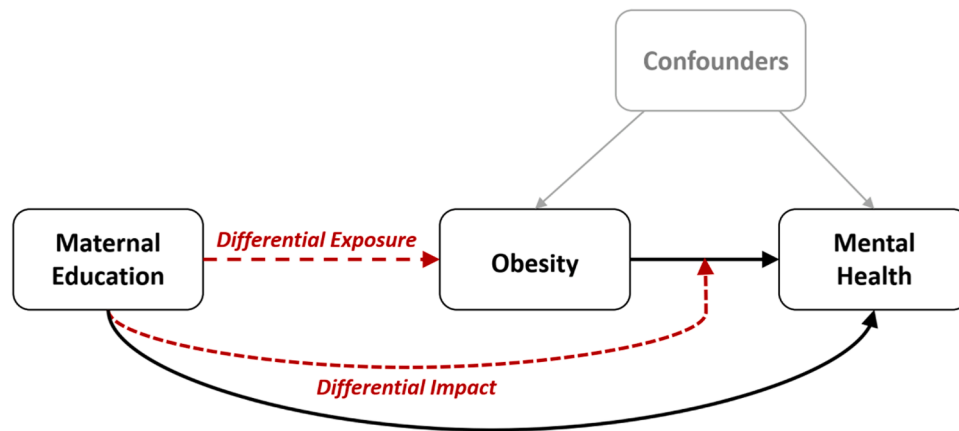 Confounders
Maternal
Education
Differential Exposure
Obesity
Mental
Health
Differential Impact